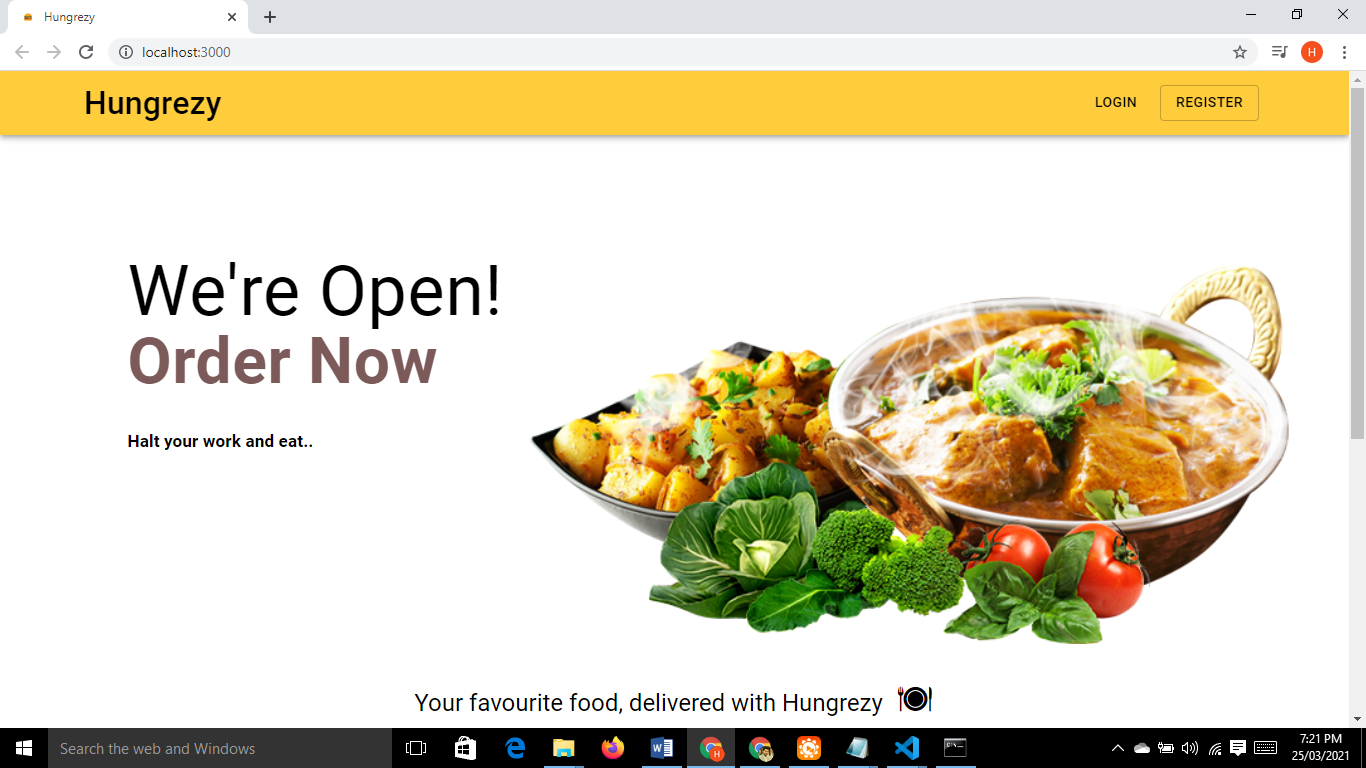 Hungrezy
localhost:3000
H
Hungrezy
LOGIN
REGISTER
We're Open!
Order Now
Halt your work and eat..
Your favourite food, delivered with Hungrezy
Search the web and Windows
7:21 PM
25/03/2021